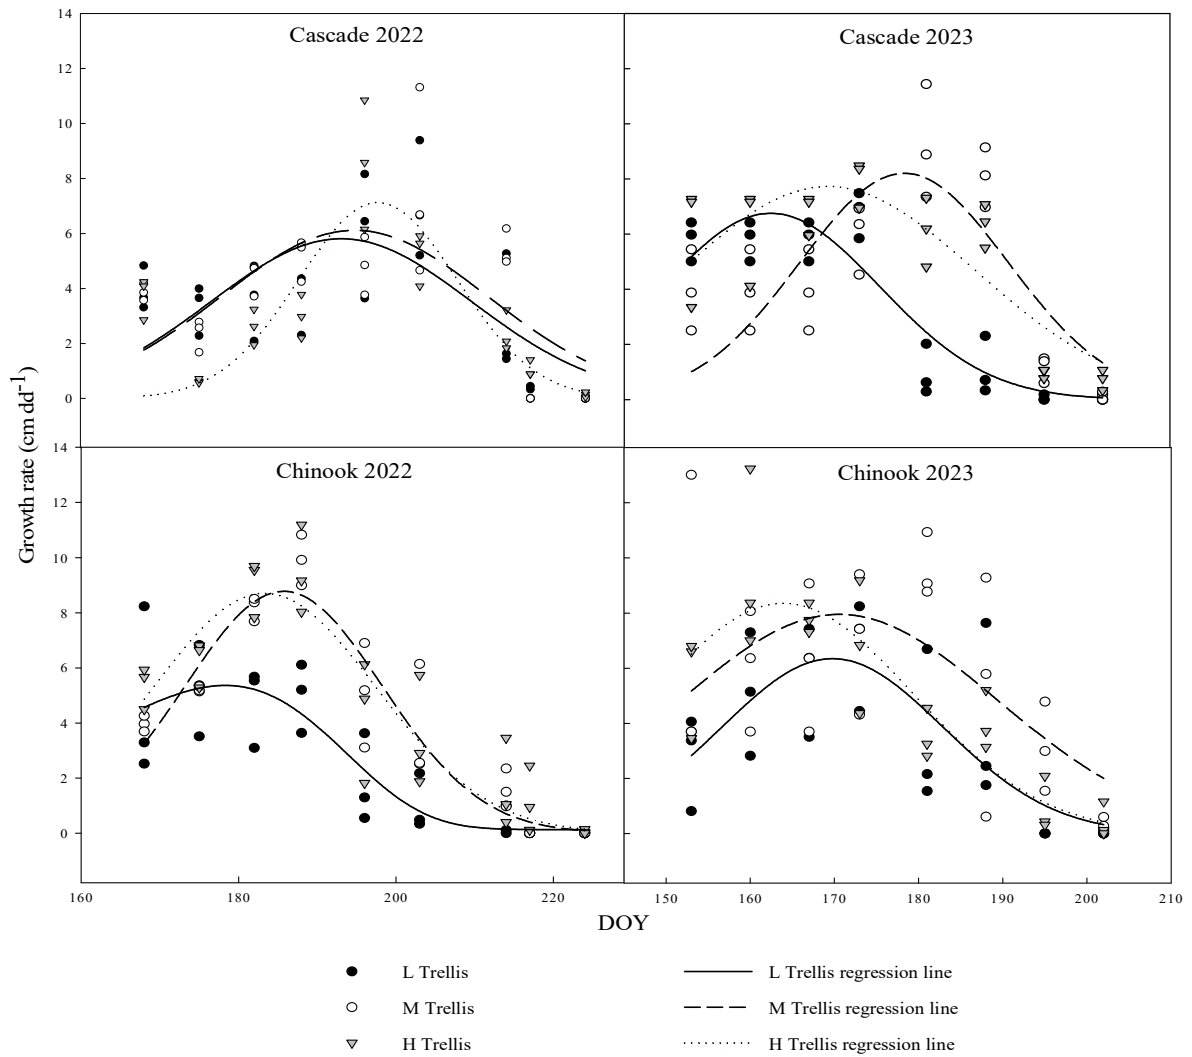 Cascade 2022
Cascade 2023
14
12
10
8
6
4
2
0
Growth rate (cm dd-1)
Chinook 2022
Chinook 2023
14
12
10
8
6
4
2
0
160 180 200 220 150 160 170 180 190 200 210
DOY
L Trellis L Trellis regression line
M Trellis M Trellis regression line
H Trellis H Trellis regression line